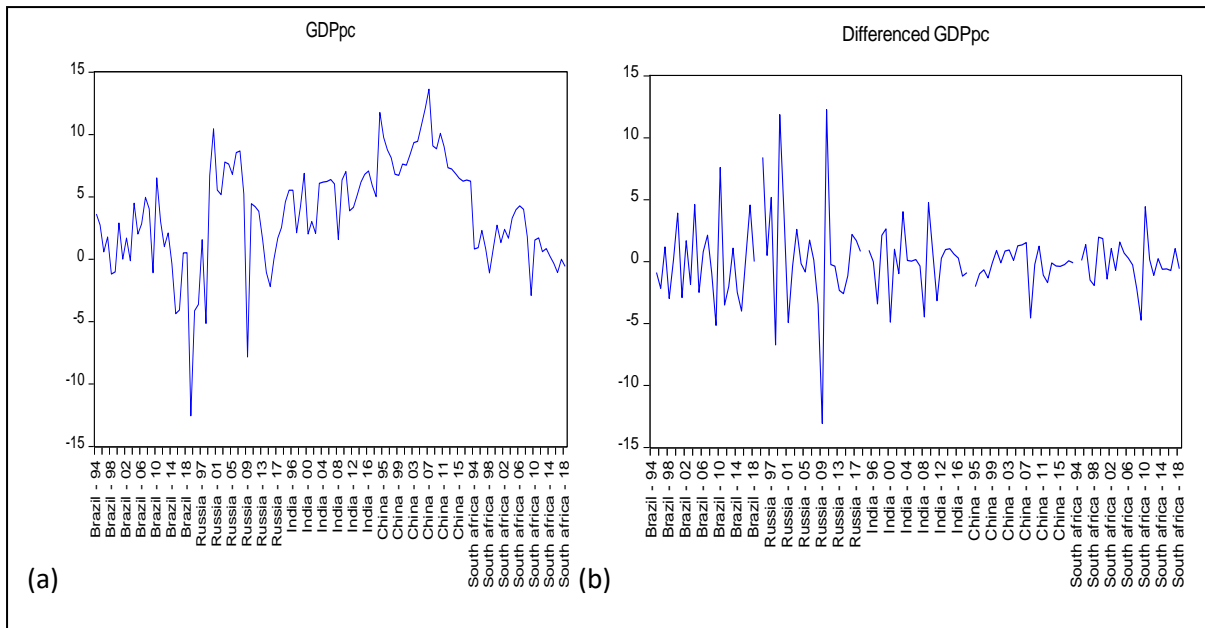 GDPpc
15
10
5
0
-5
-10
-15
Brazil - 94
Brazil - 98
Brazil - 02
Brazil - 06
Brazil - 10
Brazil - 14
Brazil - 18
Russia - 97
Russia - 01
Russia - 05
Russia - 09
Russia - 13
Russia - 17
India - 96
India - 00
India - 04
India - 08
India - 12
India - 16
China - 95
China - 99
China - 03
China - 07
China - 11
China - 15
South africa - 94
South africa - 98
South africa - 02
South africa - 06
South africa - 10
South africa - 14
South africa - 18
(a)
Differenced GDPpc
15
10
5
0
-5
-10
-15
Brazil - 94
Brazil - 98
Brazil - 02
Brazil - 06
Brazil - 10
Brazil - 14
Brazil - 18
Russia - 97
Russia - 01
Russia - 05
Russia - 09
Russia - 13
Russia - 17
India - 96
India - 00
India - 04
India - 08
India - 12
India - 16
China - 95
China - 99
China - 03
China - 07
China - 11
China - 15
South africa - 94
South africa - 98
South africa - 02
South africa - 06
South africa - 10
South africa - 14
South africa - 18
(b)